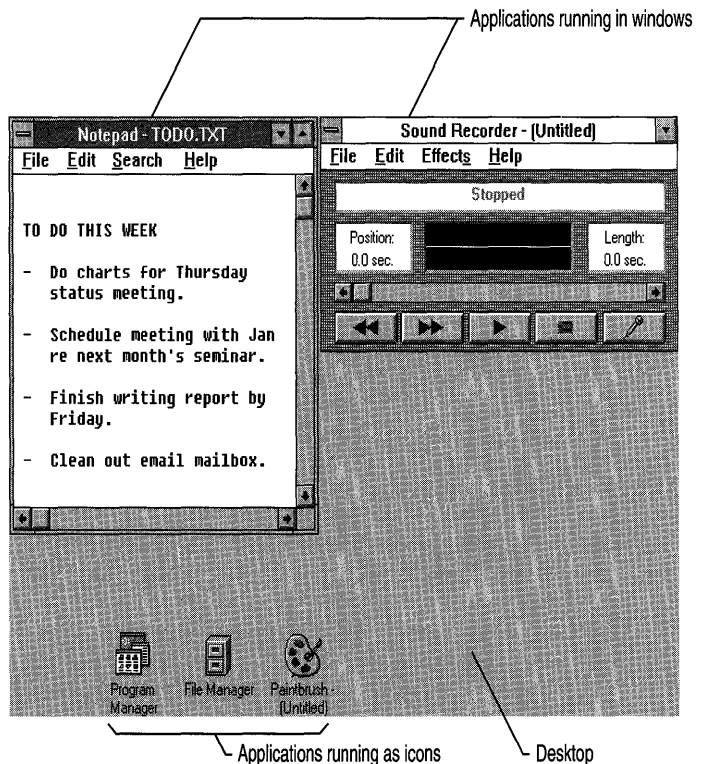 Applications running in windows
Notepad - TODO.TXT
File Edit Search Help
TO DO THIS WEEK
- Do charts for Thursday
status meeting.
- Schedule meeting with Jan
re next month's seminar.
- Finish writing report by
Friday.
- Clean out email mailbox.
Sound Recorder - (Untitled)
File Edit Effects Help
Stopped
Position:
0.0 sec.
Length:
0.0 sec.
Program
Manager
File Manager
Paintbrush -
(Untitled)
Applications running as icons
Desktop